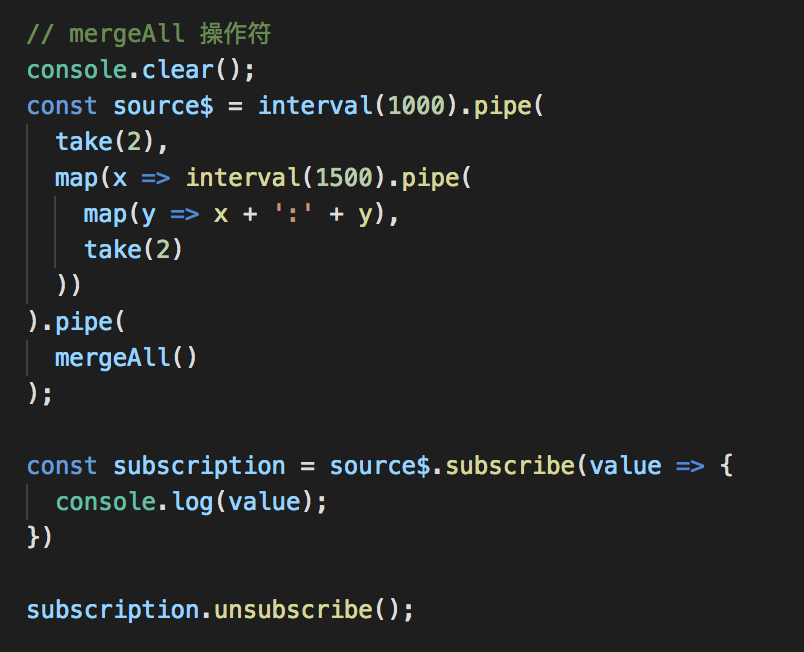 // mergeAll 操作符
console.clear();
const source$ = interval(1000).pipe(
  take(2),
  map(x => interval(1500).pipe(
    map(y => x + ':' + y),
    take(2)
  ))
).pipe(
  mergeAll()
);

const subscription = source$.subscribe(value => {
  console.log(value);
})

subscription.unsubscribe();